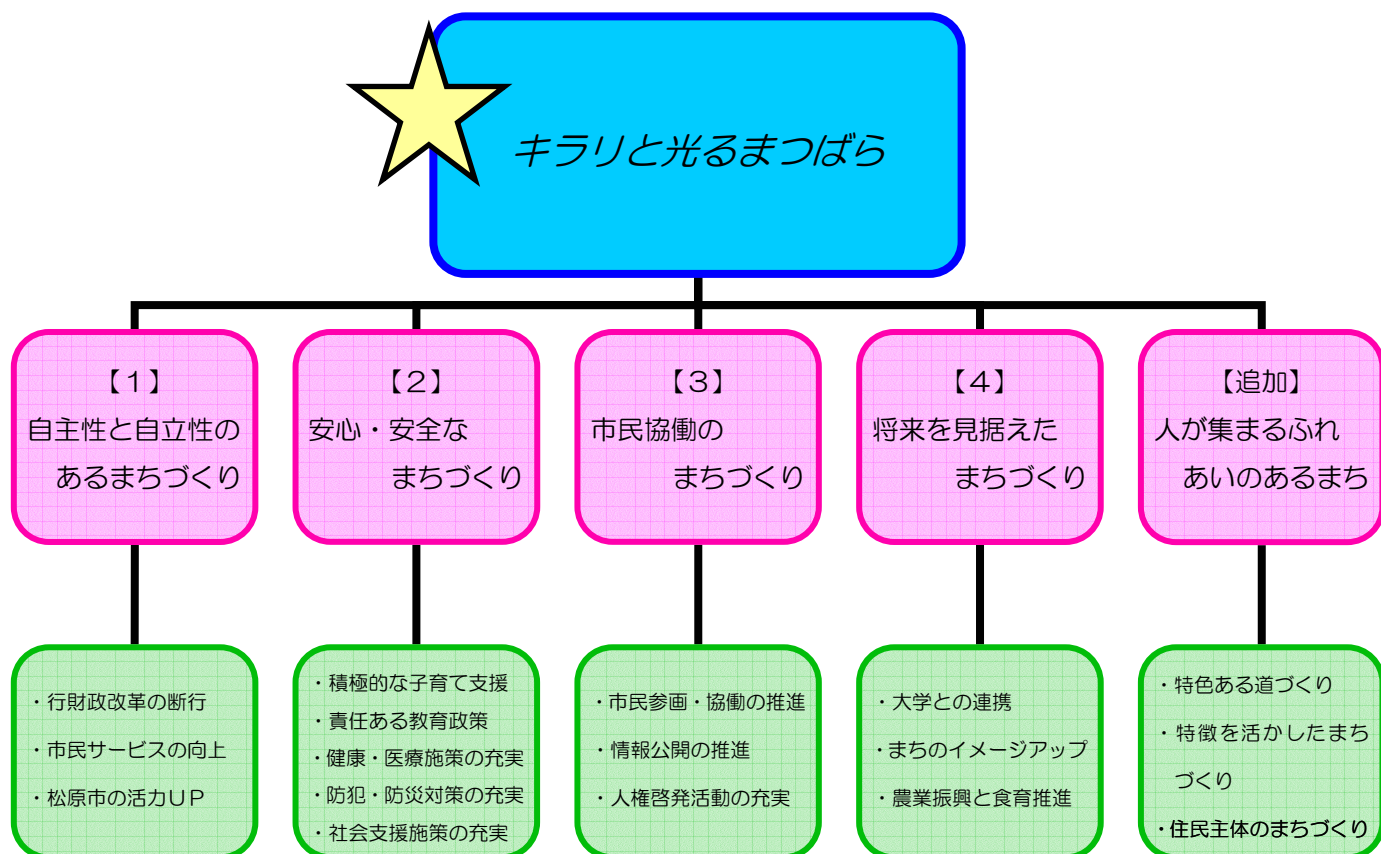 キラリと光るまつばら
【1】
自主性と自立性の
あるまちづくり
【2】
安心・安全な
まちづくり
【3】
市民協働の
まちづくり
【4】
将来を見据えた
まちづくり
【追加】
人が集まるふれ
あいのあるまち
・行財政改革の断行
・市民サービスの向上
・松原市の活力UP
・積極的な子育て支援
・責任ある教育政策
・健康・医療施策の充実
・防犯・防災対策の充実
・社会支援施策の充実
・市民参画・協働の推進
・情報公開の推進
・人権啓発活動の充実
・大学との連携
・まちのイメージアップ
・農業振興と食育推進
・特色ある道づくり
・特徴を活かしたまち
づくり
・住民主体のまちづくり